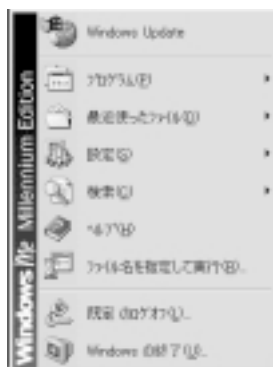 Windows Me Millennium Edition
Windows Update
プログラム(P)
最近使ったファイル(D)
設定(S)
検索(C)
ヘルプ(H)
ファイル名を指定して実行(R)...
のログオフ(L)...
Windows の終了(U)...